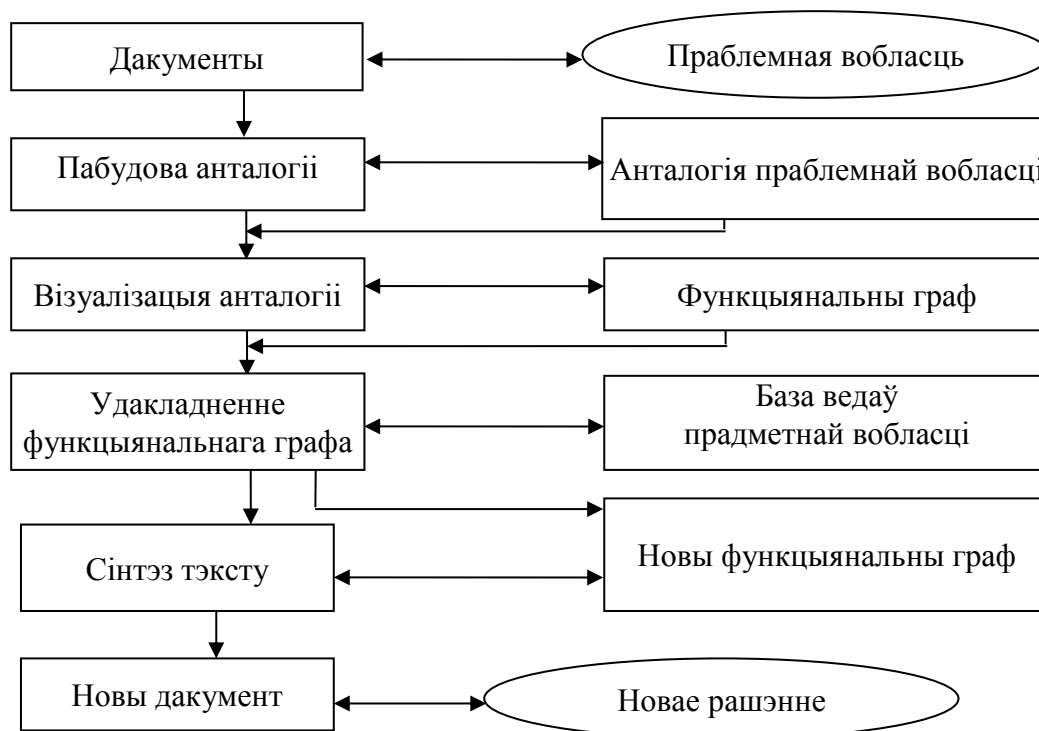 Дакументы
Праблемная вобласць
Пабудова анталогіі
Анталогія праблемнай вобласці
Візуалізацыя анталогіі
Функцыянальны граф
Удакладненне
функцыянальнага графа
База ведаў
прадметнай вобласці
Сінтэз тэксту
Новы функцыянальны граф
Новы дакумент
Новае рашэнне